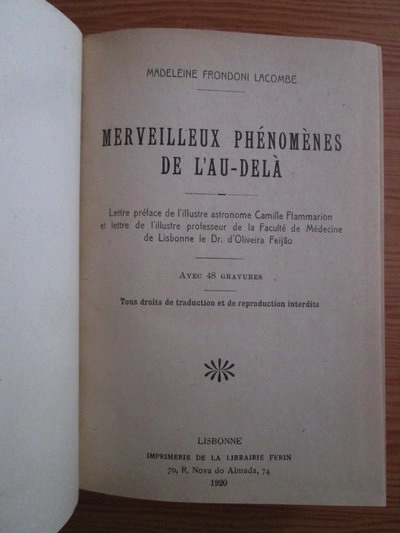 MADELEINE FRONDONI LACOMBE
MERVEILLEUX PHÉNOMÈNES
DE L'AU-DELÀ
Lettre préface de l'illustre astronome Camille Flammarion
et lettre de l'illustre professeur de la Faculté de Médecine
de Lisbonne le Dr. d'Oliveira Feijão
AVEC 48 GRAVURES
Tous droits de traduction et de reproduction interdits
LISBONNE
IMPRIMERIE DE LA LIBRAIRIE FERIN
70, R. Nova do Almada, 74
1920